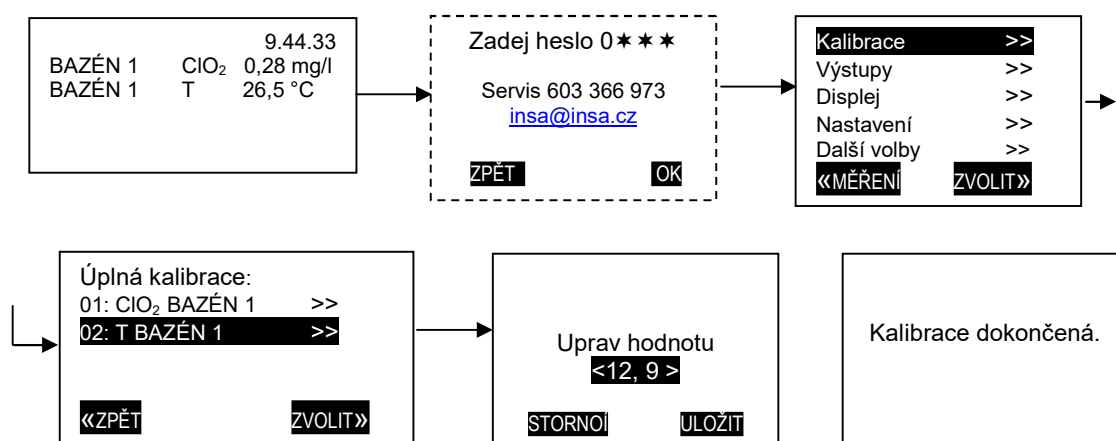 9.44.33
BAZÉN 1 ClO₂ 0,28 mg/l
BAZÉN 1 T 26,5 °C
Zadej heslo 0✶✶✶
Servis 603 366 973
insa@insa.cz
ZPĚT OK
Kalibrace >>
Výstupy >>
Displej >>
Nastavení >>
Další volby >>
«MĚŘENÍ ZVOLIT»
Úplná kalibrace:
01: ClO₂ BAZÉN 1 >>
02: T BAZÉN 1 >>
«ZPĚT ZVOLIT»
Uprav hodnotu
<12, 9 >
STORNOÍ ULOŽIT
Kalibrace dokončená.